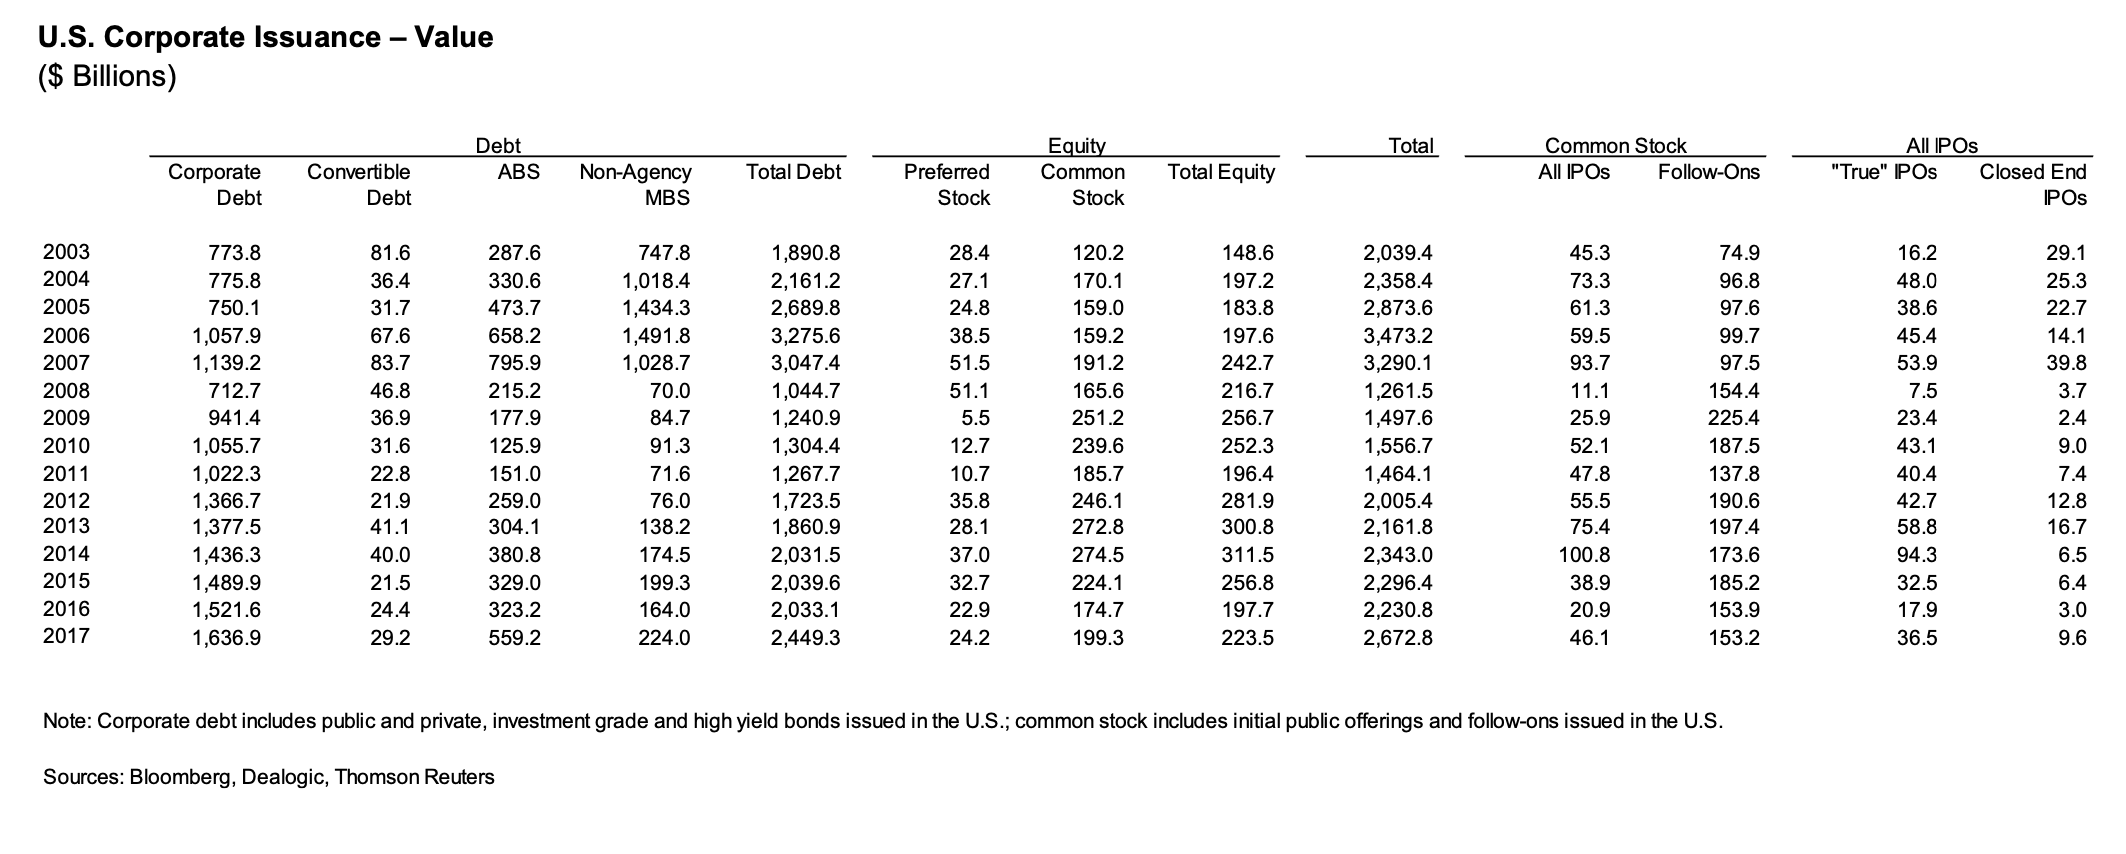 U.S. Corporate Issuance – Value
($ Billions)
Debt Equity Total Common Stock All IPOs
Corporate Convertible ABS Non-Agency Total Debt Preferred Common Total Equity All IPOs Follow-Ons "True" IPOs Closed End
Debt Debt MBS Stock Stock IPOs
2003 773.8 81.6 287.6 747.8 1,890.8 28.4 120.2 148.6 2,039.4 45.3 74.9 16.2 29.1
2004 775.8 36.4 330.6 1,018.4 2,161.2 27.1 170.1 197.2 2,358.4 73.3 96.8 48.0 25.3
2005 750.1 31.7 473.7 1,434.3 2,689.8 24.8 159.0 183.8 2,873.6 61.3 97.6 38.6 22.7
2006 1,057.9 67.6 658.2 1,491.8 3,275.6 38.5 159.2 197.6 3,473.2 59.5 99.7 45.4 14.1
2007 1,139.2 83.7 795.9 1,028.7 3,047.4 51.5 191.2 242.7 3,290.1 93.7 97.5 53.9 39.8
2008 712.7 46.8 215.2 70.0 1,044.7 51.1 165.6 216.7 1,261.5 11.1 154.4 7.5 3.7
2009 941.4 36.9 177.9 84.7 1,240.9 5.5 251.2 256.7 1,497.6 25.9 225.4 23.4 2.4
2010 1,055.7 31.6 125.9 91.3 1,304.4 12.7 239.6 252.3 1,556.7 52.1 187.5 43.1 9.0
2011 1,022.3 22.8 151.0 71.6 1,267.7 10.7 185.7 196.4 1,464.1 47.8 137.8 40.4 7.4
2012 1,366.7 21.9 259.0 76.0 1,723.5 35.8 246.1 281.9 2,005.4 55.5 190.6 42.7 12.8
2013 1,377.5 41.1 304.1 138.2 1,860.9 28.1 272.8 300.8 2,161.8 75.4 197.4 58.8 16.7
2014 1,436.3 40.0 380.8 174.5 2,031.5 37.0 274.5 311.5 2,343.0 100.8 173.6 94.3 6.5
2015 1,489.9 21.5 329.0 199.3 2,039.6 32.7 224.1 256.8 2,296.4 38.9 185.2 32.5 6.4
2016 1,521.6 24.4 323.2 164.0 2,033.1 22.9 174.7 197.7 2,230.8 20.9 153.9 17.9 3.0
2017 1,636.9 29.2 559.2 224.0 2,449.3 24.2 199.3 223.5 2,672.8 46.1 153.2 36.5 9.6
Note: Corporate debt includes public and private, investment grade and high yield bonds issued in the U.S.; common stock includes initial public offerings and follow-ons issued in the U.S.
Sources: Bloomberg, Dealogic, Thomson Reuters